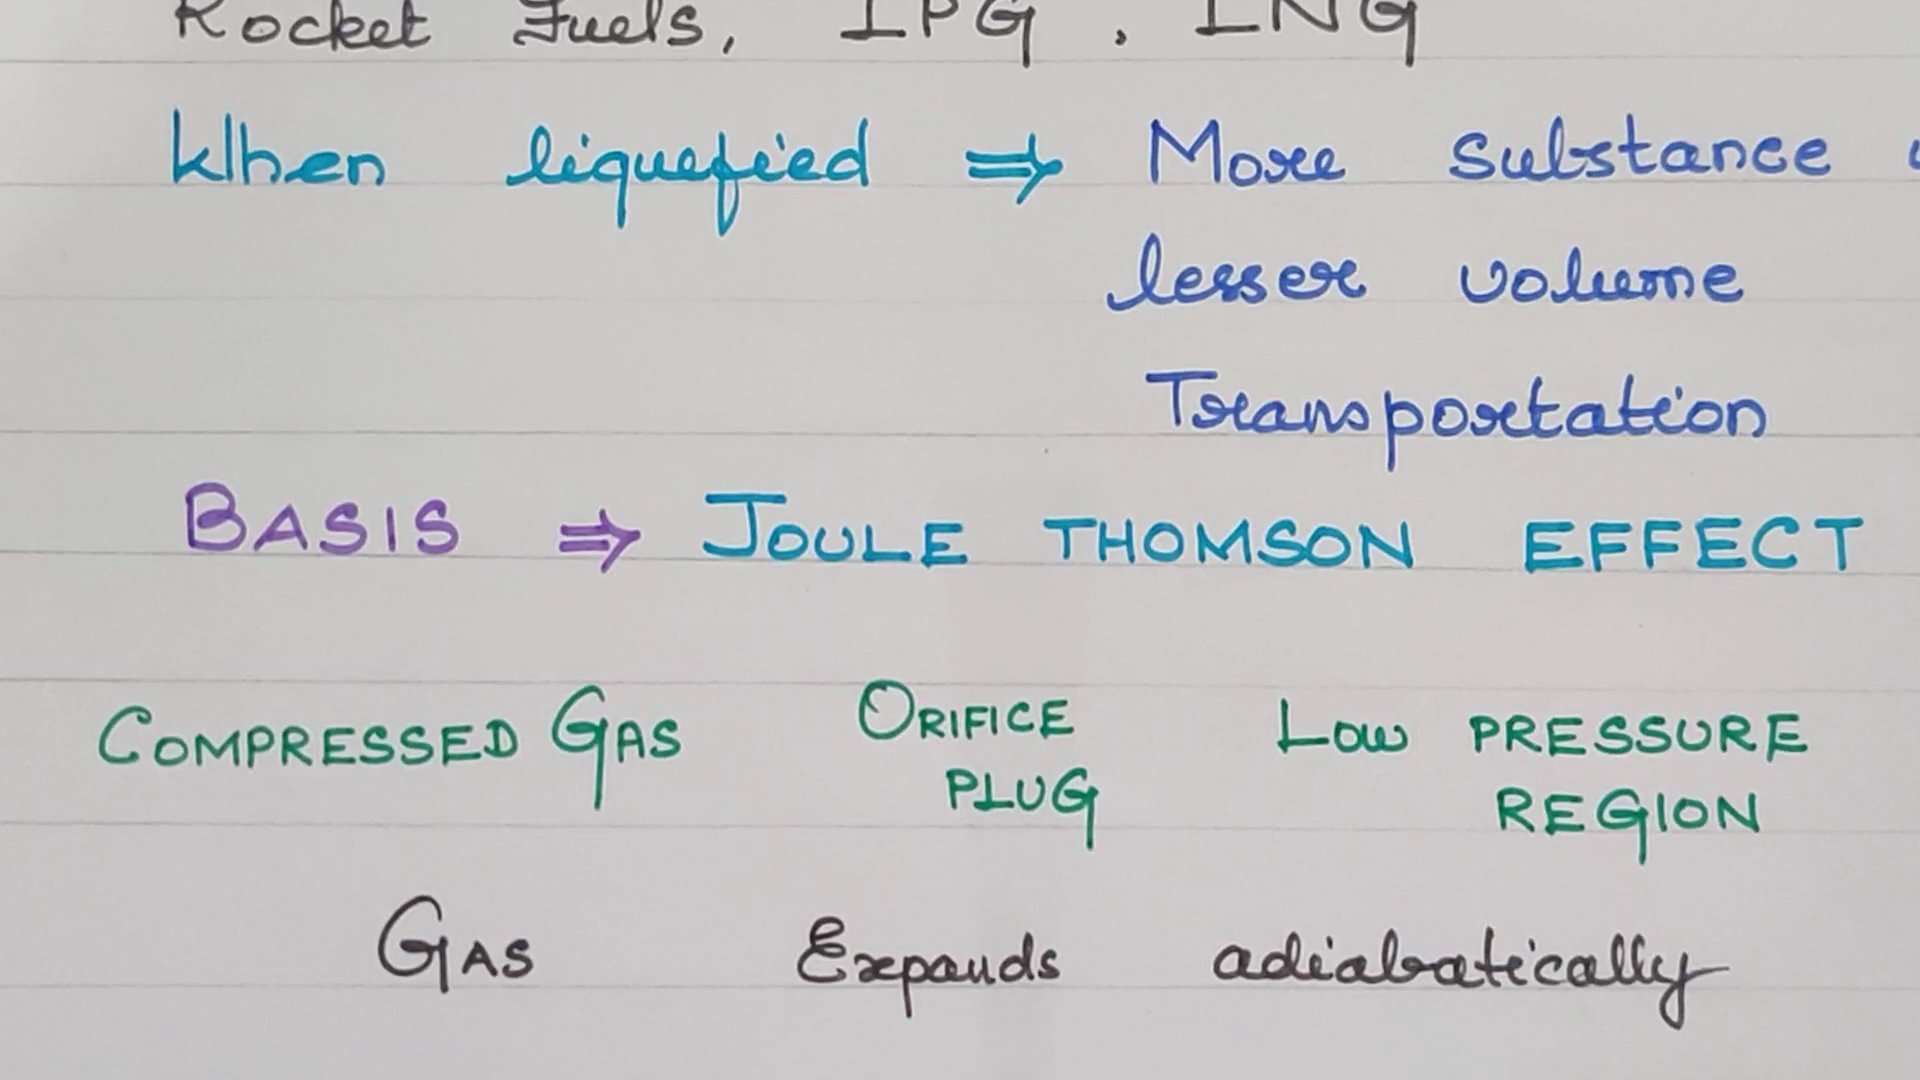 Rocket Fuels, LPG, LNG
When liquefied ⇒ More substance
lesser volume
Transportation
BASIS ⇒ JOULE THOMSON EFFECT
COMPRESSED GAS ORIFICE PLUG LOW PRESSURE REGION
GAS Expands adiabatically